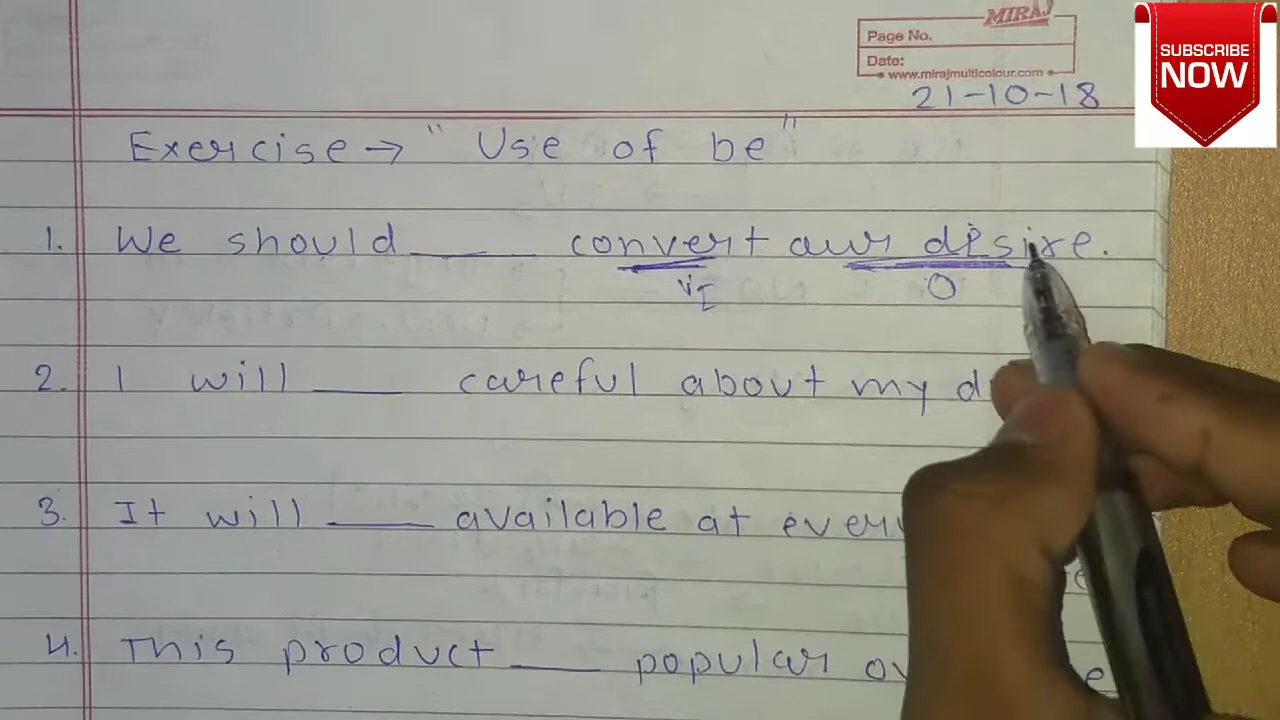 MIRAJ
Page No.
Date:
www.mirajmulticolour.com
21-10-18
SUBSCRIBE
NOW
Exercise → "Use of be"
1. We should ___ convert our desire.
VI O
2. I will ___ careful about my
3. It will ___ available at
4. This product ___ popular